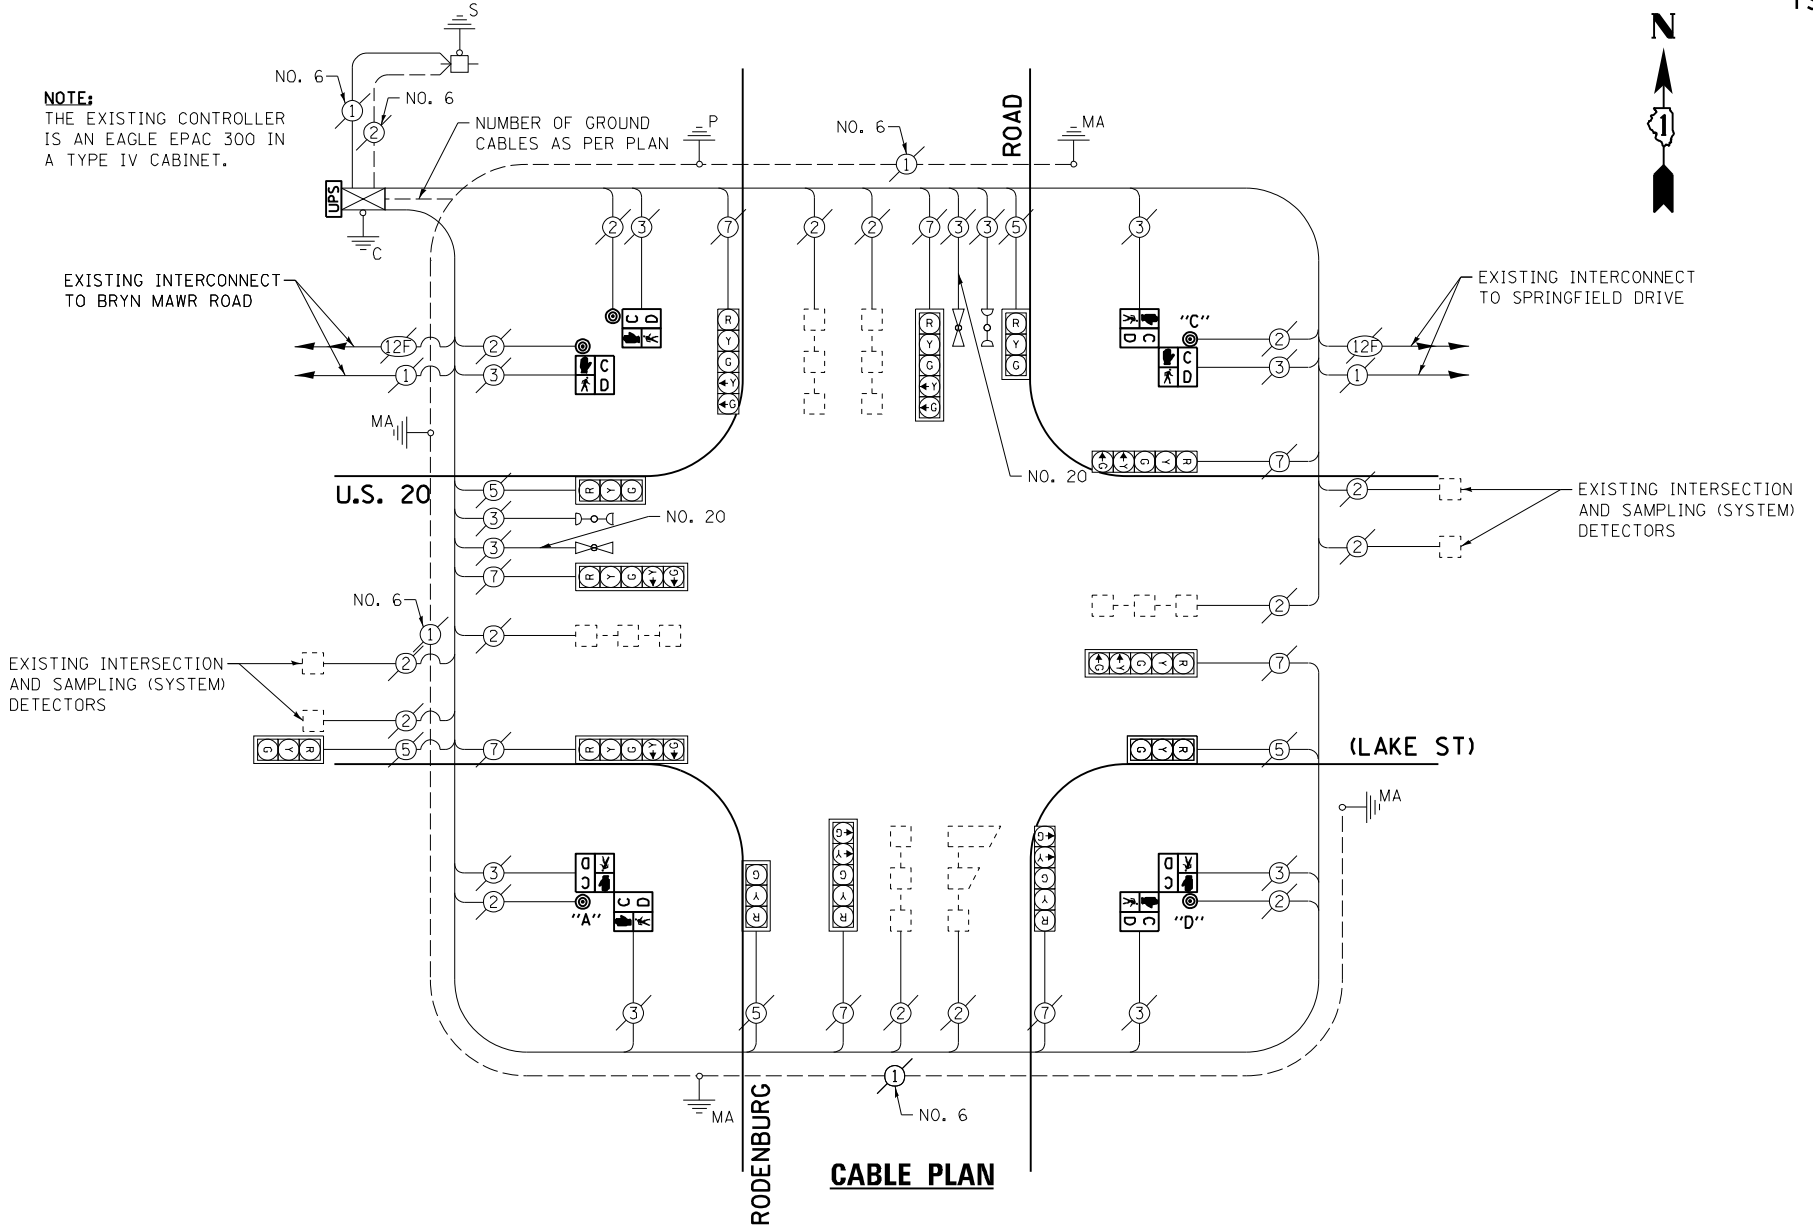 S
N
NO. 6
1
NOTE:
THE EXISTING CONTROLLER
IS AN EAGLE EPAC 300 IN
A TYPE IV CABINET.
NO. 6
2
NUMBER OF GROUND
CABLES AS PER PLAN
P
NO. 6
1
ROAD
MA
1
UPS
C
2 3 7 2 2 7 3 3 5 3
EXISTING INTERCONNECT
TO BRYN MAWR ROAD
EXISTING INTERCONNECT
TO SPRINGFIELD DRIVE
C D
R Y G Y G
R Y G Y G
R Y G
C D
"C"
12F 2
2 12F
1 3
C D
C D
3 1
MA
NO. 20
R Y G Y G
7
U.S. 20
5
R Y G
2
EXISTING INTERSECTION
AND SAMPLING (SYSTEM)
DETECTORS
3
NO. 20
3
2
7
R Y G Y G
NO. 6
1
2
2
EXISTING INTERSECTION
AND SAMPLING (SYSTEM)
DETECTORS
2
R Y G Y G
7
2
R Y G
5 7
R Y G Y G
R Y G
5
(LAKE ST)
MA
R Y G Y G
R Y G Y G
R Y G
3
C D
C D
3
2
"A"
C D
C D
"D"
2
3 5 7 2 2 7 3
1
MA
NO. 6
RODENBURG
CABLE PLAN